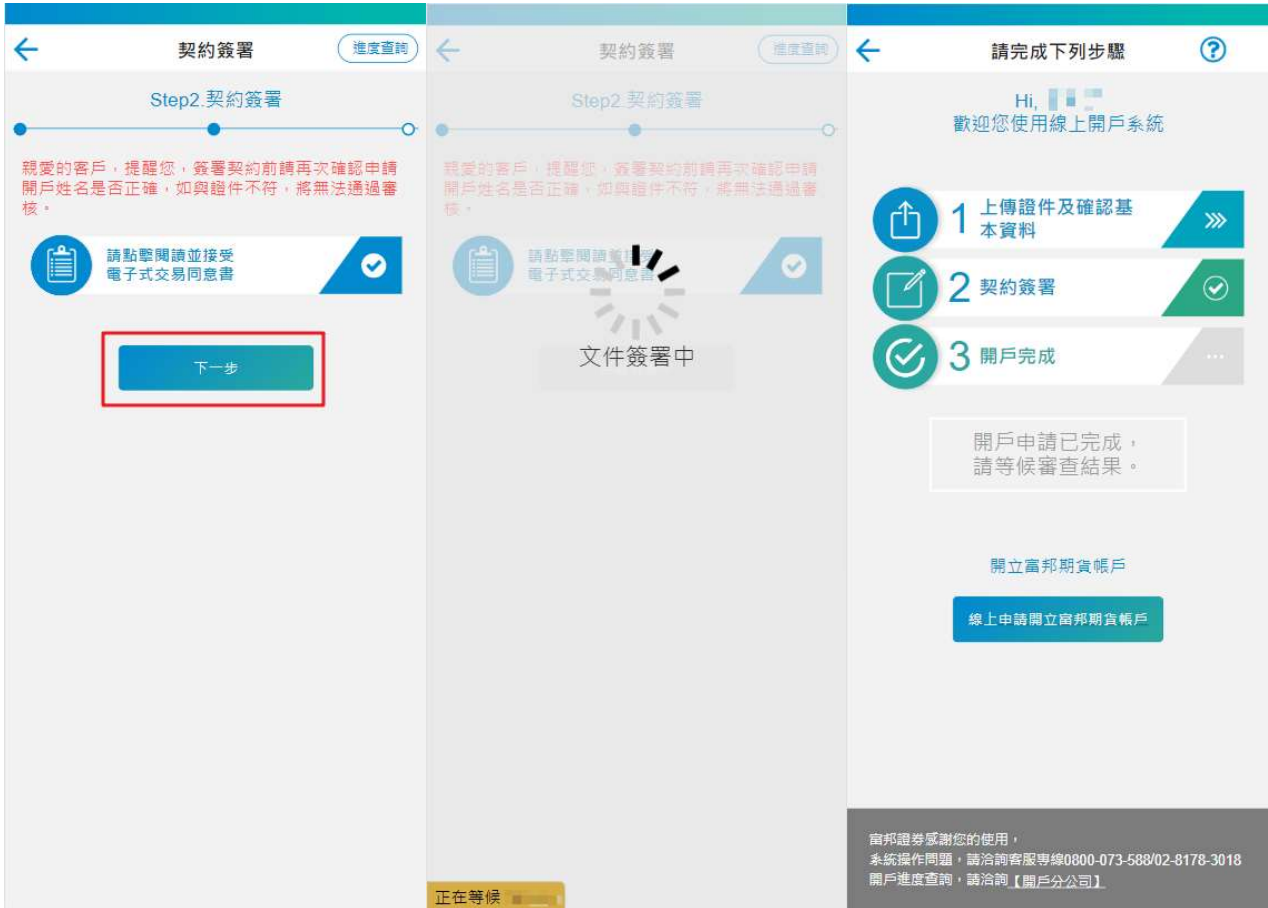 契約簽署
進度查詢
Step2.契約簽署
親愛的客戶，提醒您，簽署契約前請再次確認申請
開戶姓名是否正確，如與證件不符，將無法通過審
核。
請點擊閱讀並接受
電子式交易同意書
下一步
契約簽署
進度查詢
Step2.契約簽署
親愛的客戶，提醒您，簽署契約前請再次確認申請
開戶姓名是否正確，如與證件不符，將無法通過審
核。
請點擊閱讀並接受
電子式交易同意書
文件簽署中
正在等候
請完成下列步驟
?
Hi,
歡迎您使用線上開戶系統
1 上傳證件及確認基
本資料
2 契約簽署
3 開戶完成
開戶申請已完成，
請等候審查結果。
開立富邦期貨帳戶
線上申請開立富邦期貨帳戶
富邦證券感謝您的使用，
系統操作問題，請洽詢客服專線0800-073-588/02-8178-3018
開戶進度查詢，請洽詢【開戶分公司】